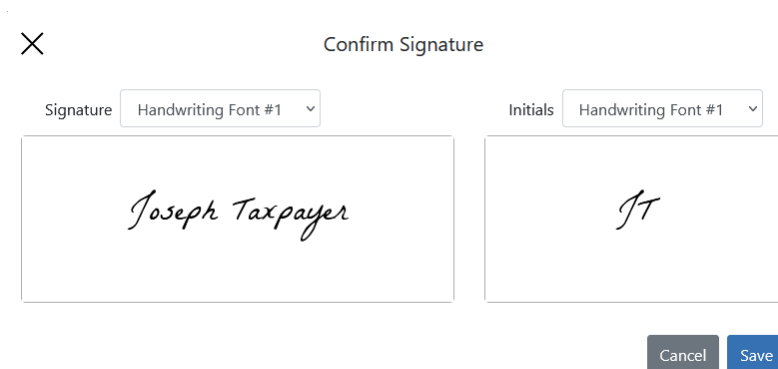 Confirm Signature
Signature Handwriting Font #1 Initials Handwriting Font #1
Joseph Taxpayer JT
Cancel Save